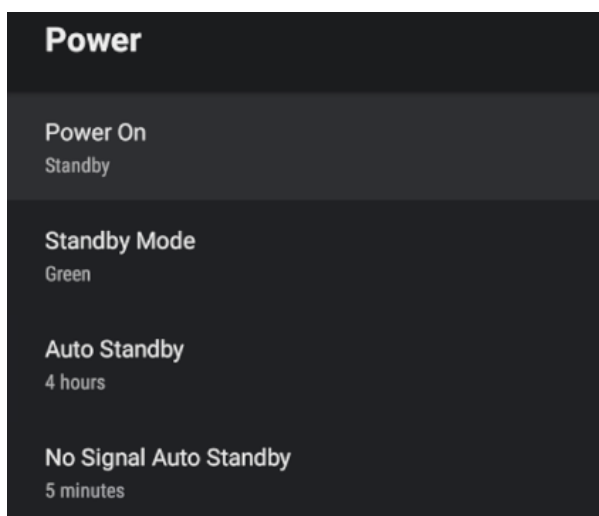 Power
Power On
Standby
Standby Mode
Green
Auto Standby
4 hours
No Signal Auto Standby
5 minutes